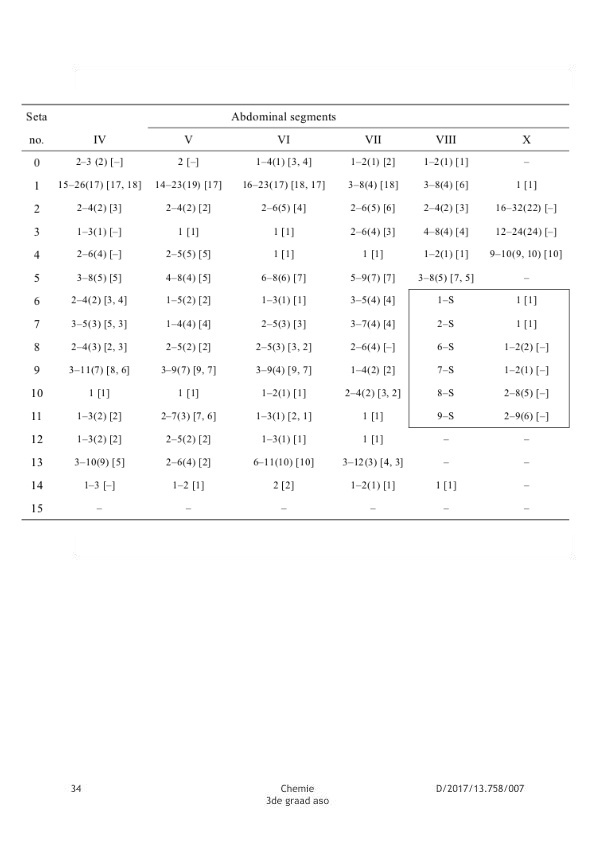 Seta Abdominal segments
no. IV V VI VII VIII X
0 2–3 (2) [–] 2 [–] 1–4(1) [3, 4] 1–2(1) [2] 1–2(1) [1] –
1 15–26(17) [17, 18] 14–23(19) [17] 16–23(17) [18, 17] 3–8(4) [18] 3–8(4) [6] 1 [1]
2 2–4(2) [3] 2–4(2) [2] 2–6(5) [4] 2–6(5) [6] 2–4(2) [3] 16–32(22) [–]
3 1–3(1) [–] 1 [1] 1 [1] 2–6(4) [3] 4–8(4) [4] 12–24(24) [–]
4 2–6(4) [–] 2–5(5) [5] 1 [1] 1 [1] 1–2(1) [1] 9–10(9, 10) [10]
5 3–8(5) [5] 4–8(4) [5] 6–8(6) [7] 5–9(7) [7] 3–8(5) [7, 5] –
6 2–4(2) [3, 4] 1–5(2) [2] 1–3(1) [1] 3–5(4) [4] 1–S 1 [1]
7 3–5(3) [5, 3] 1–4(4) [4] 2–5(3) [3] 3–7(4) [4] 2–S 1 [1]
8 2–4(3) [2, 3] 2–5(2) [2] 2–5(3) [3, 2] 2–6(4) [–] 6–S 1–2(2) [–]
9 3–11(7) [8, 6] 3–9(7) [9, 7] 3–9(4) [9, 7] 1–4(2) [2] 7–S 1–2(1) [–]
10 1 [1] 1 [1] 1–2(1) [1] 2–4(2) [3, 2] 8–S 2–8(5) [–]
11 1–3(2) [2] 2–7(3) [7, 6] 1–3(1) [2, 1] 1 [1] 9–S 2–9(6) [–]
12 1–3(2) [2] 2–5(2) [2] 1–3(1) [1] 1 [1] – –
13 3–10(9) [5] 2–6(4) [2] 6–11(10) [10] 3–12(3) [4, 3] – –
14 1–3 [–] 1–2 [1] 2 [2] 1–2(1) [1] 1 [1] –
15 – – – – – –
34 Chemie D/2017/13.758/007
3de graad aso